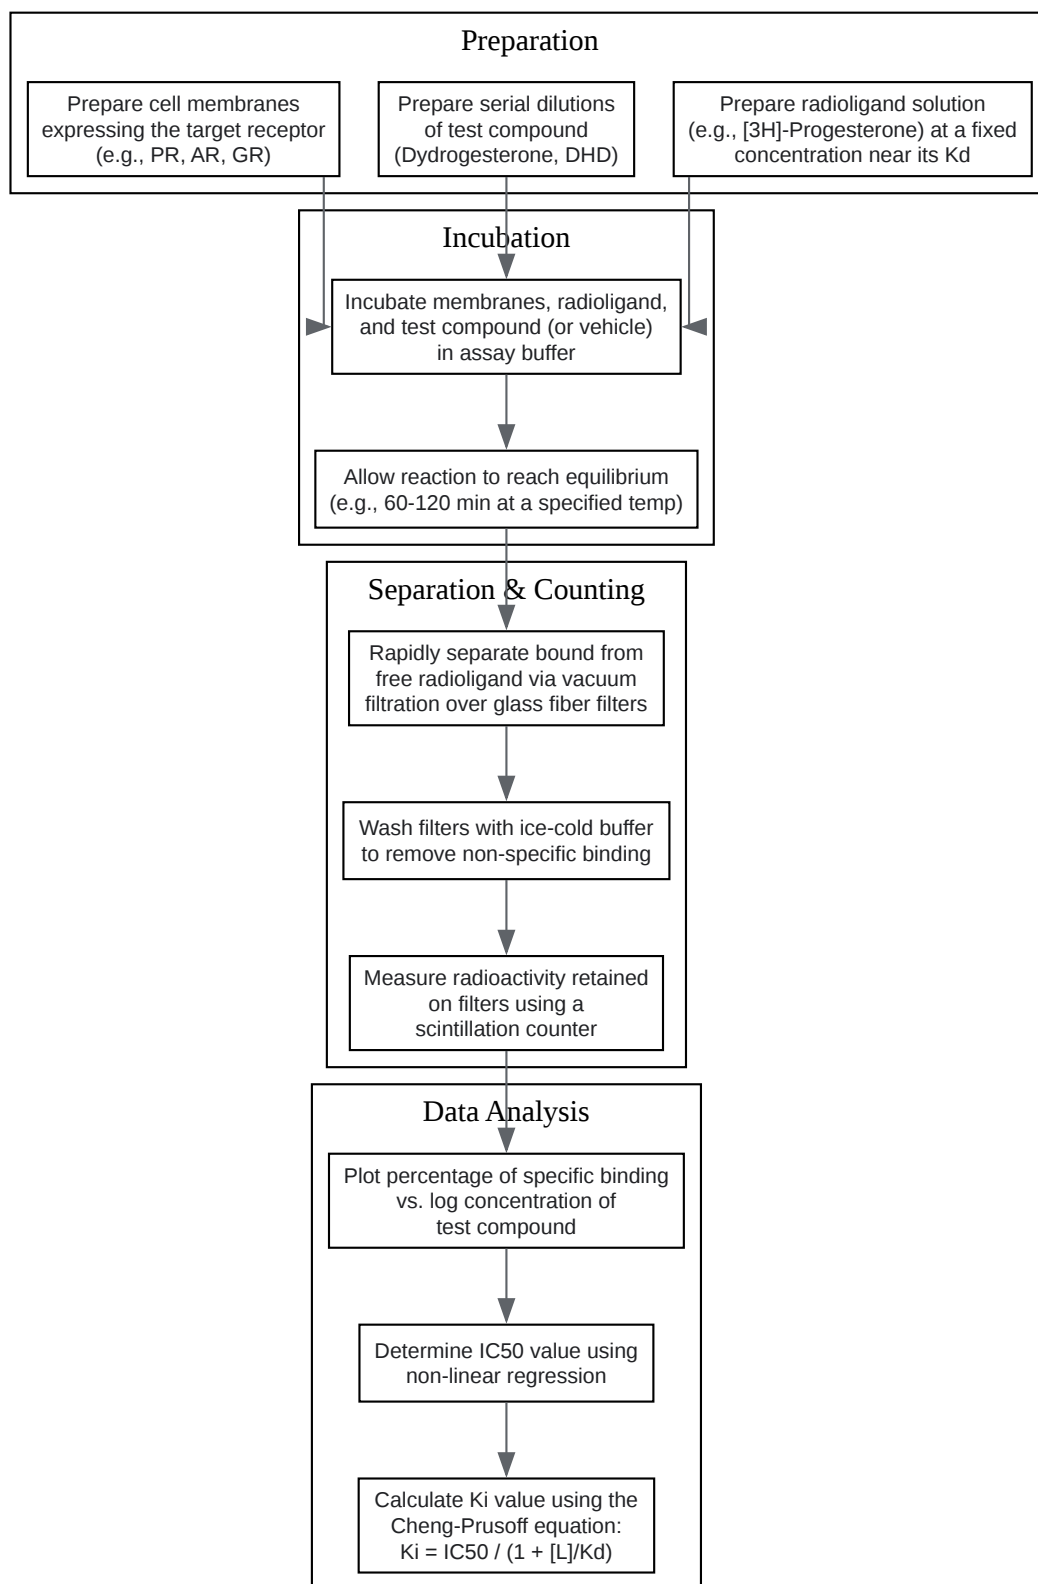 Preparation
Prepare cell membranes
expressing the target receptor
(e.g., PR, AR, GR)
Prepare serial dilutions
of test compound
(Dydrogesterone, DHD)
Prepare radioligand solution
(e.g., [3H]-Progesterone) at a fixed
concentration near its Kd
Incubation
Incubate membranes, radioligand,
and test compound (or vehicle)
in assay buffer
Allow reaction to reach equilibrium
(e.g., 60-120 min at a specified temp)
Separation & Counting
Rapidly separate bound from
free radioligand via vacuum
filtration over glass fiber filters
Wash filters with ice-cold buffer
to remove non-specific binding
Measure radioactivity retained
on filters using a
scintillation counter
Data Analysis
Plot percentage of specific binding
vs. log concentration of
test compound
Determine IC50 value using
non-linear regression
Calculate Ki value using the
Cheng-Prusoff equation:
Ki = IC50 / (1 + [L]/Kd)